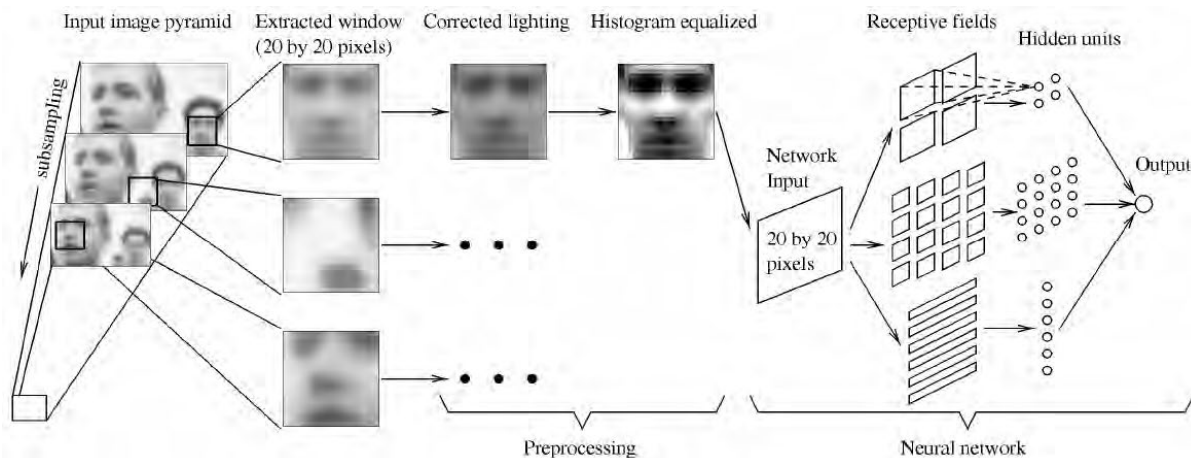 Input image pyramid
Extracted window
(20 by 20 pixels)
Corrected lighting
Histogram equalized
Receptive fields
Hidden units
subsampling
Network
Input
20 by 20
pixels
Output
Preprocessing
Neural network